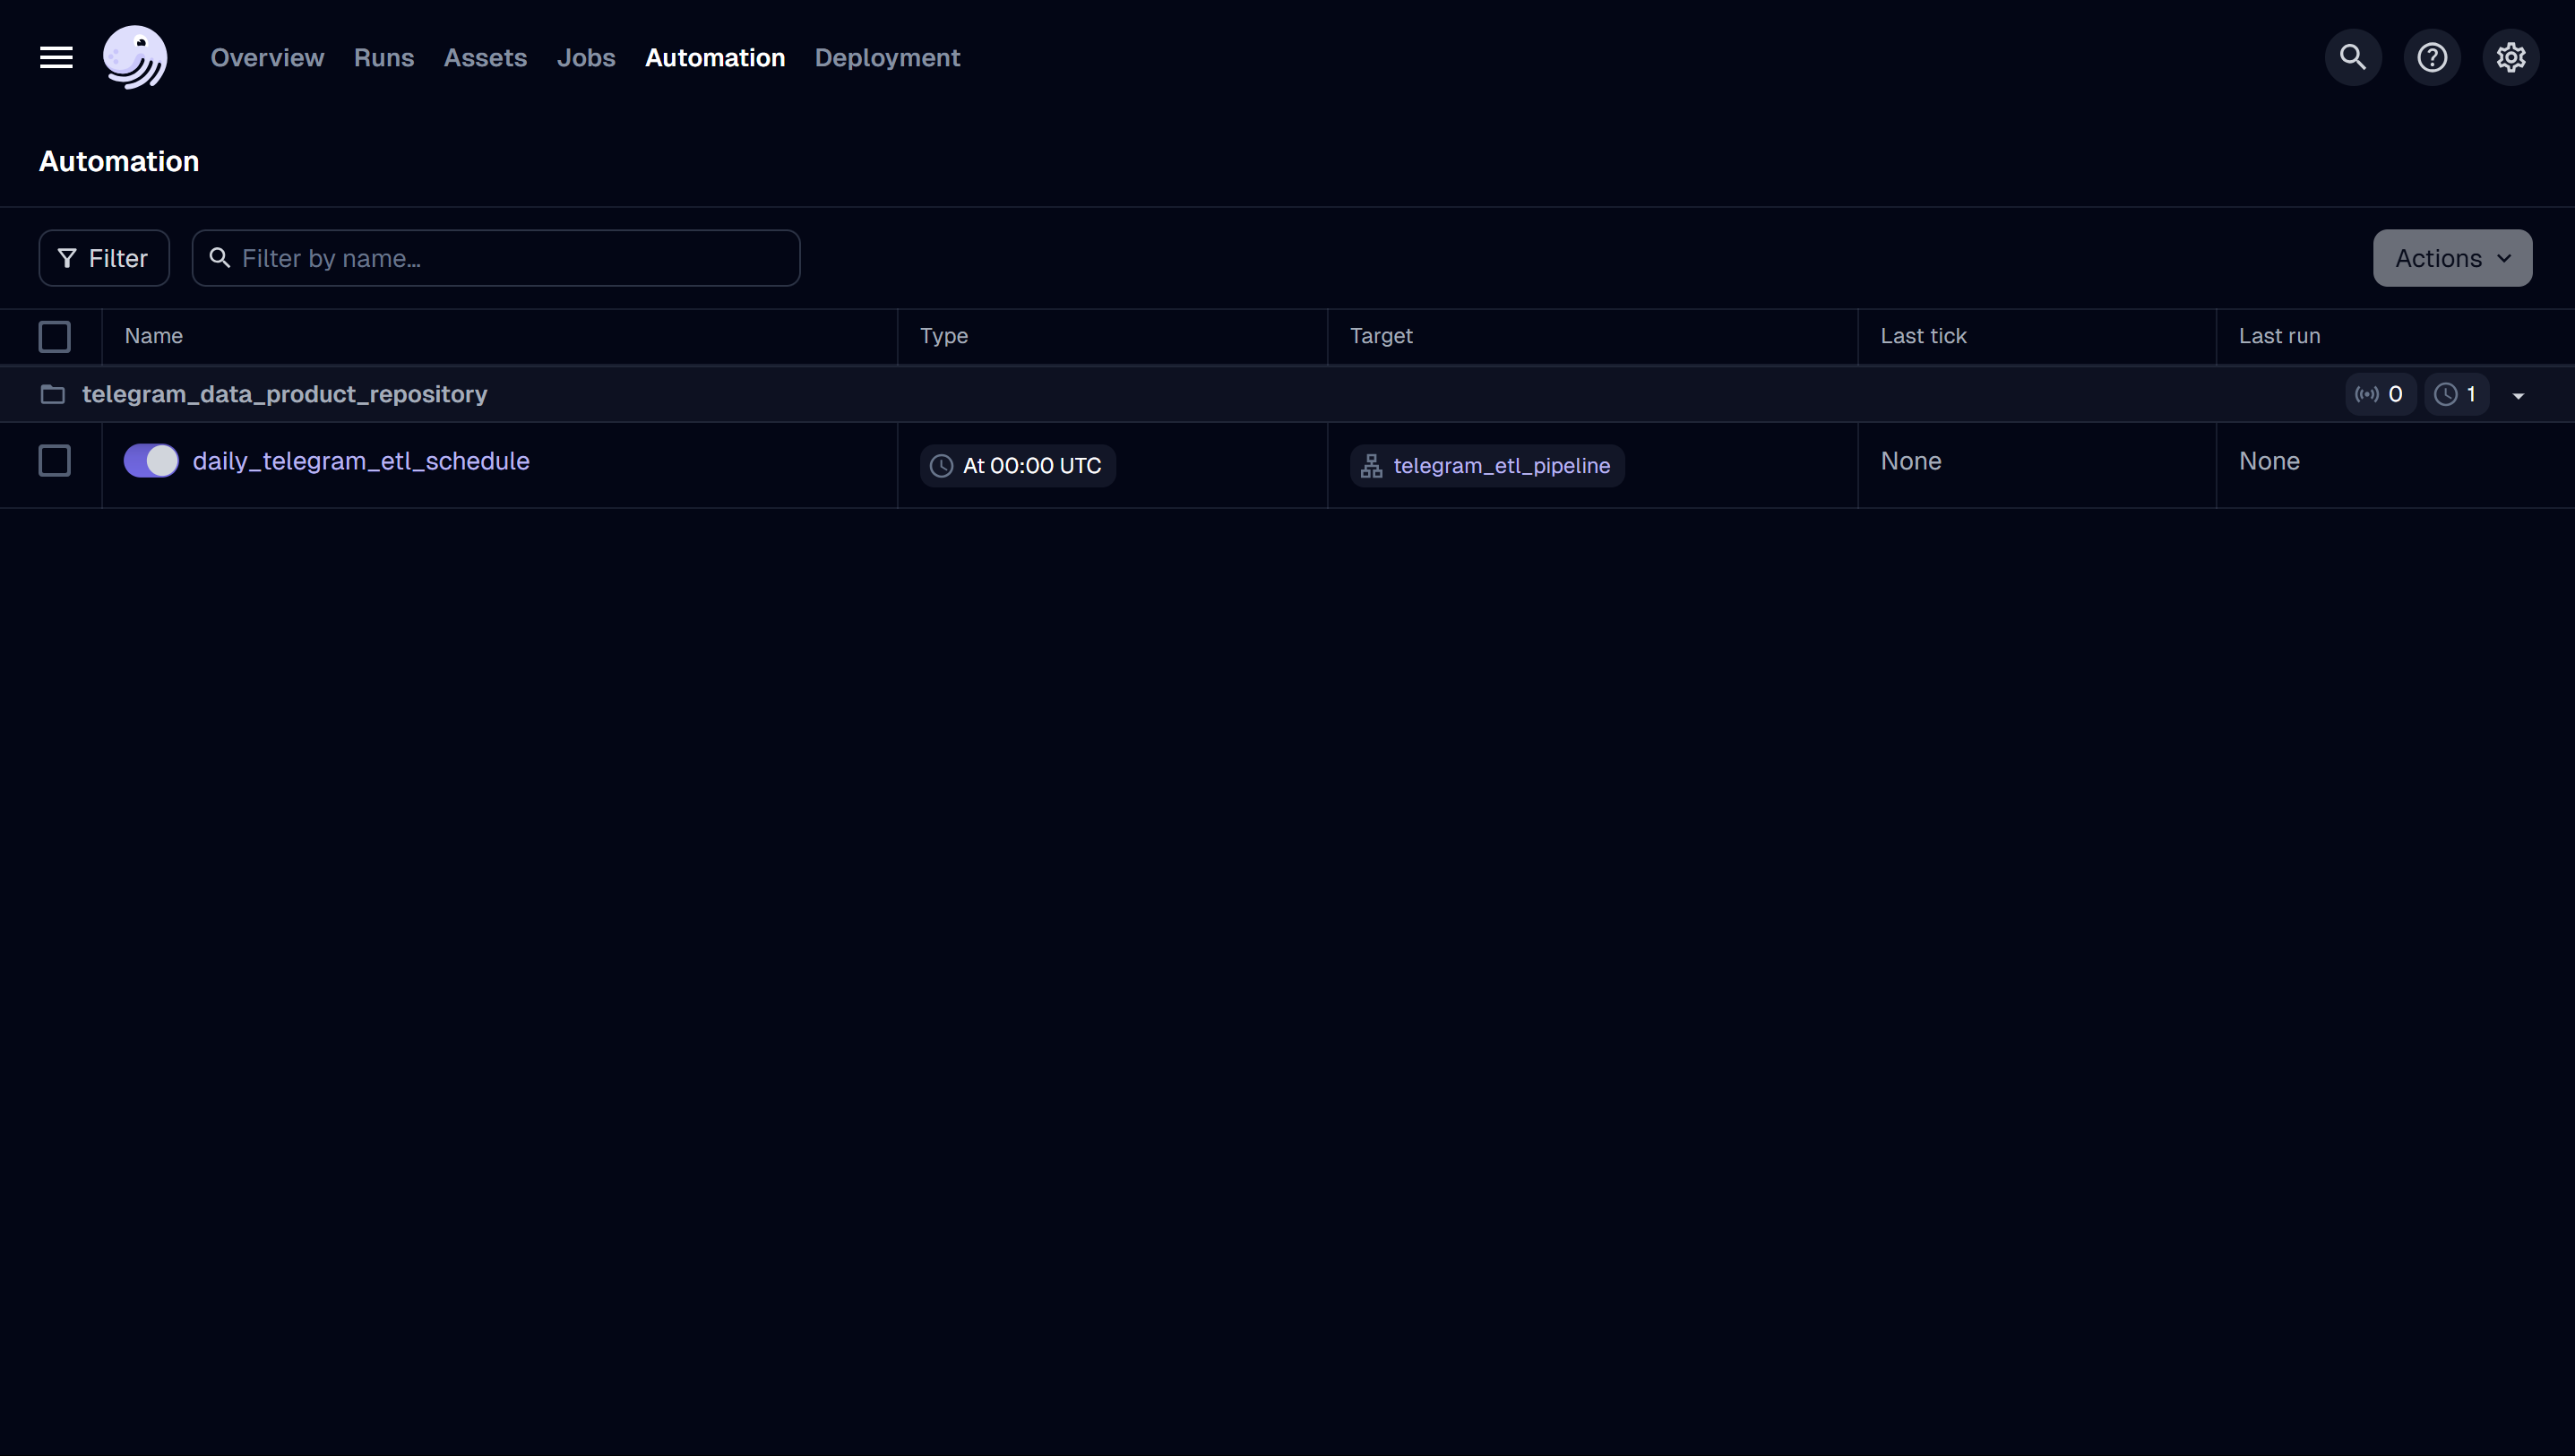 Overview Runs Assets Jobs Automation Deployment
Automation
Filter Filter by name... Actions
Name Type Target Last tick Last run
telegram_data_product_repository 0 1
daily_telegram_etl_schedule At 00:00 UTC telegram_etl_pipeline None None